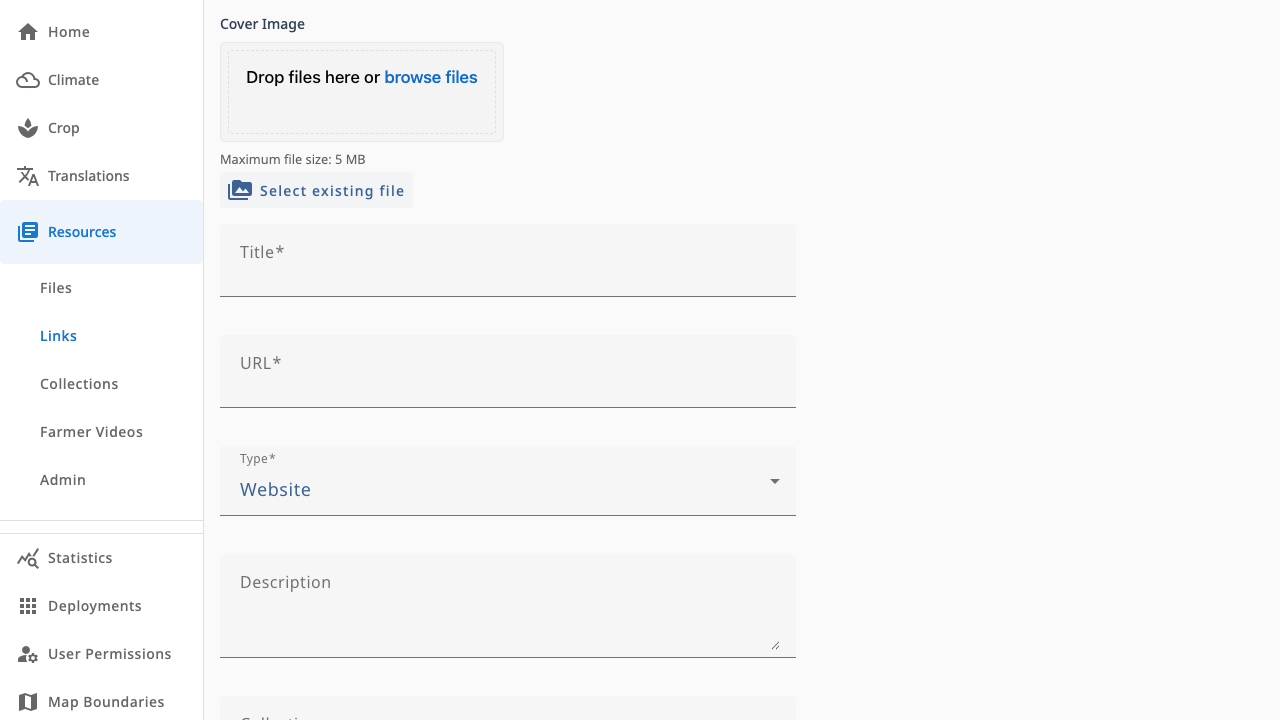 Home
Climate
Crop
Translations
Resources
Files
Links
Collections
Farmer Videos
Admin
Statistics
Deployments
User Permissions
Map Boundaries
Cover Image
Drop files here or browse files
Maximum file size: 5 MB
Select existing file
Title*
URL*
Type*
Website
Description